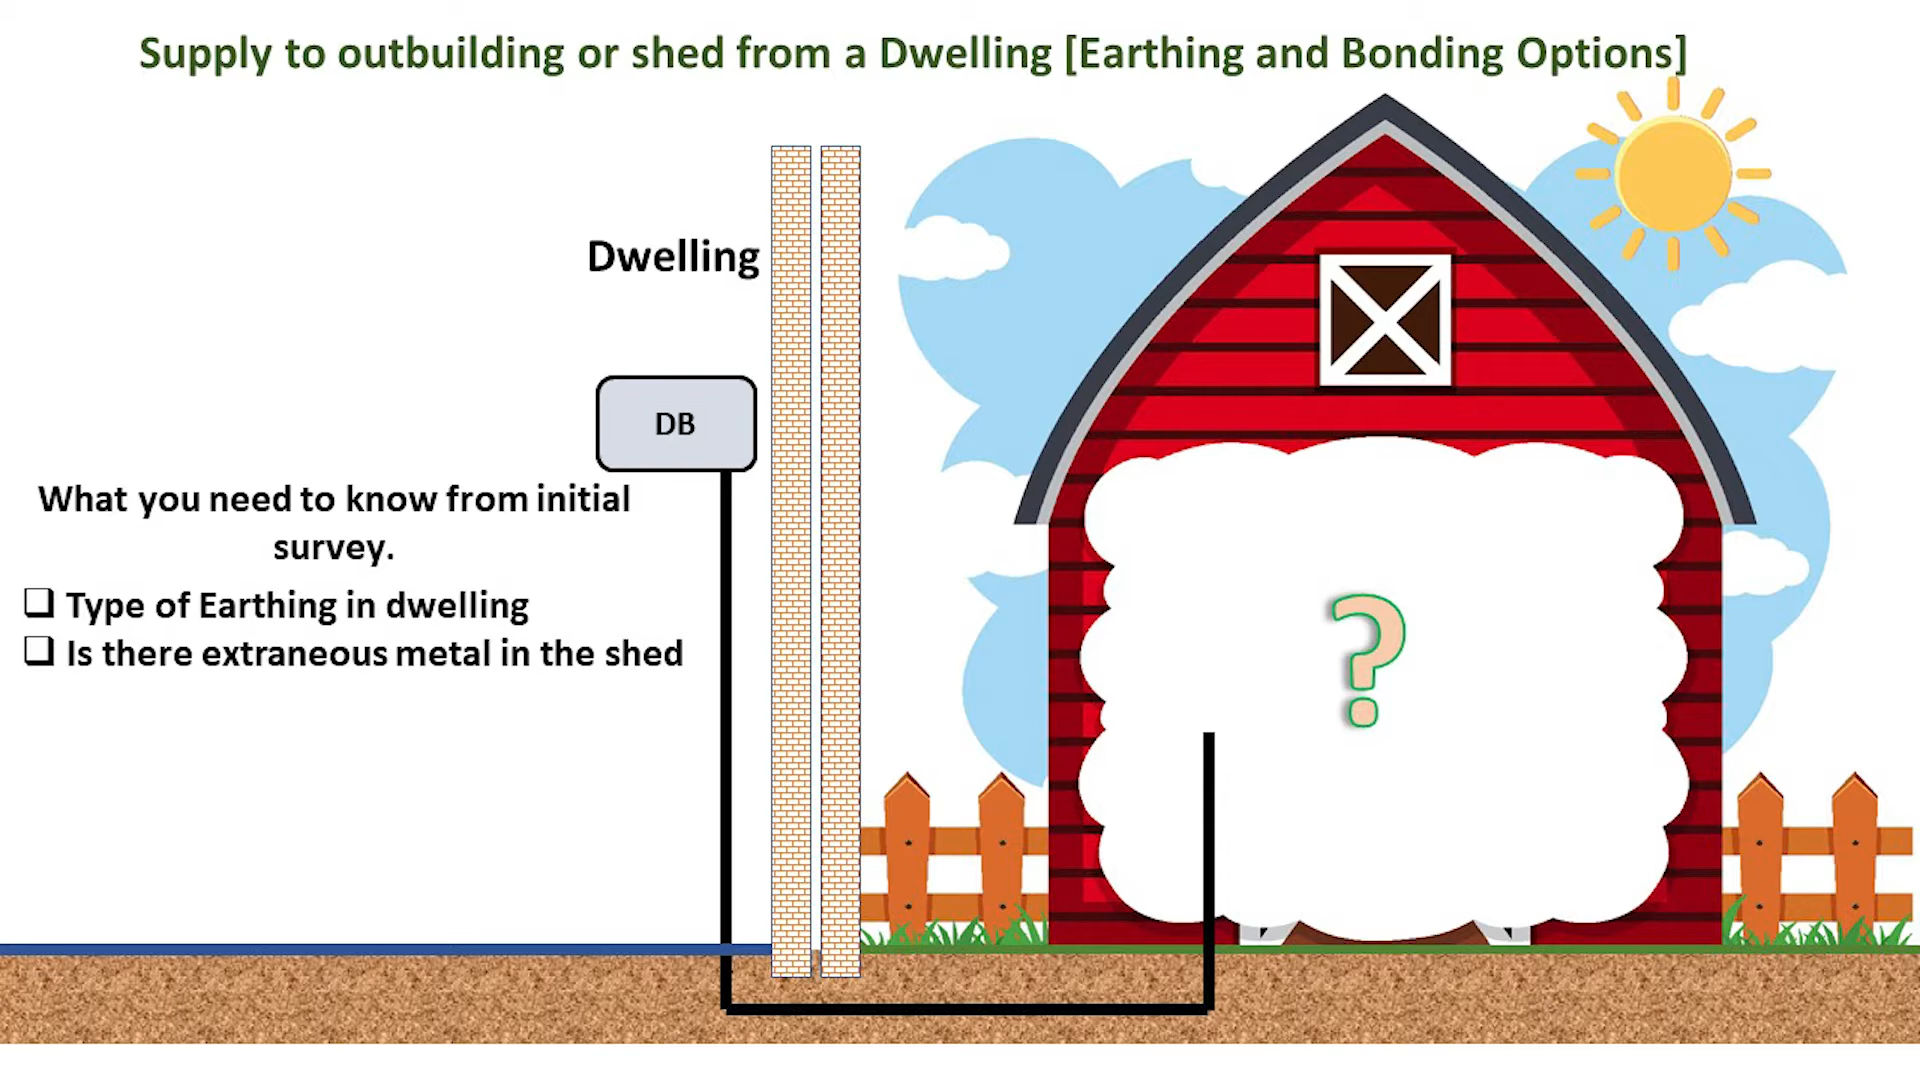 Supply to outbuilding or shed from a Dwelling [Earthing and Bonding Options]
Dwelling
DB
What you need to know from initial
survey.
Type of Earthing in dwelling
Is there extraneous metal in the shed
?